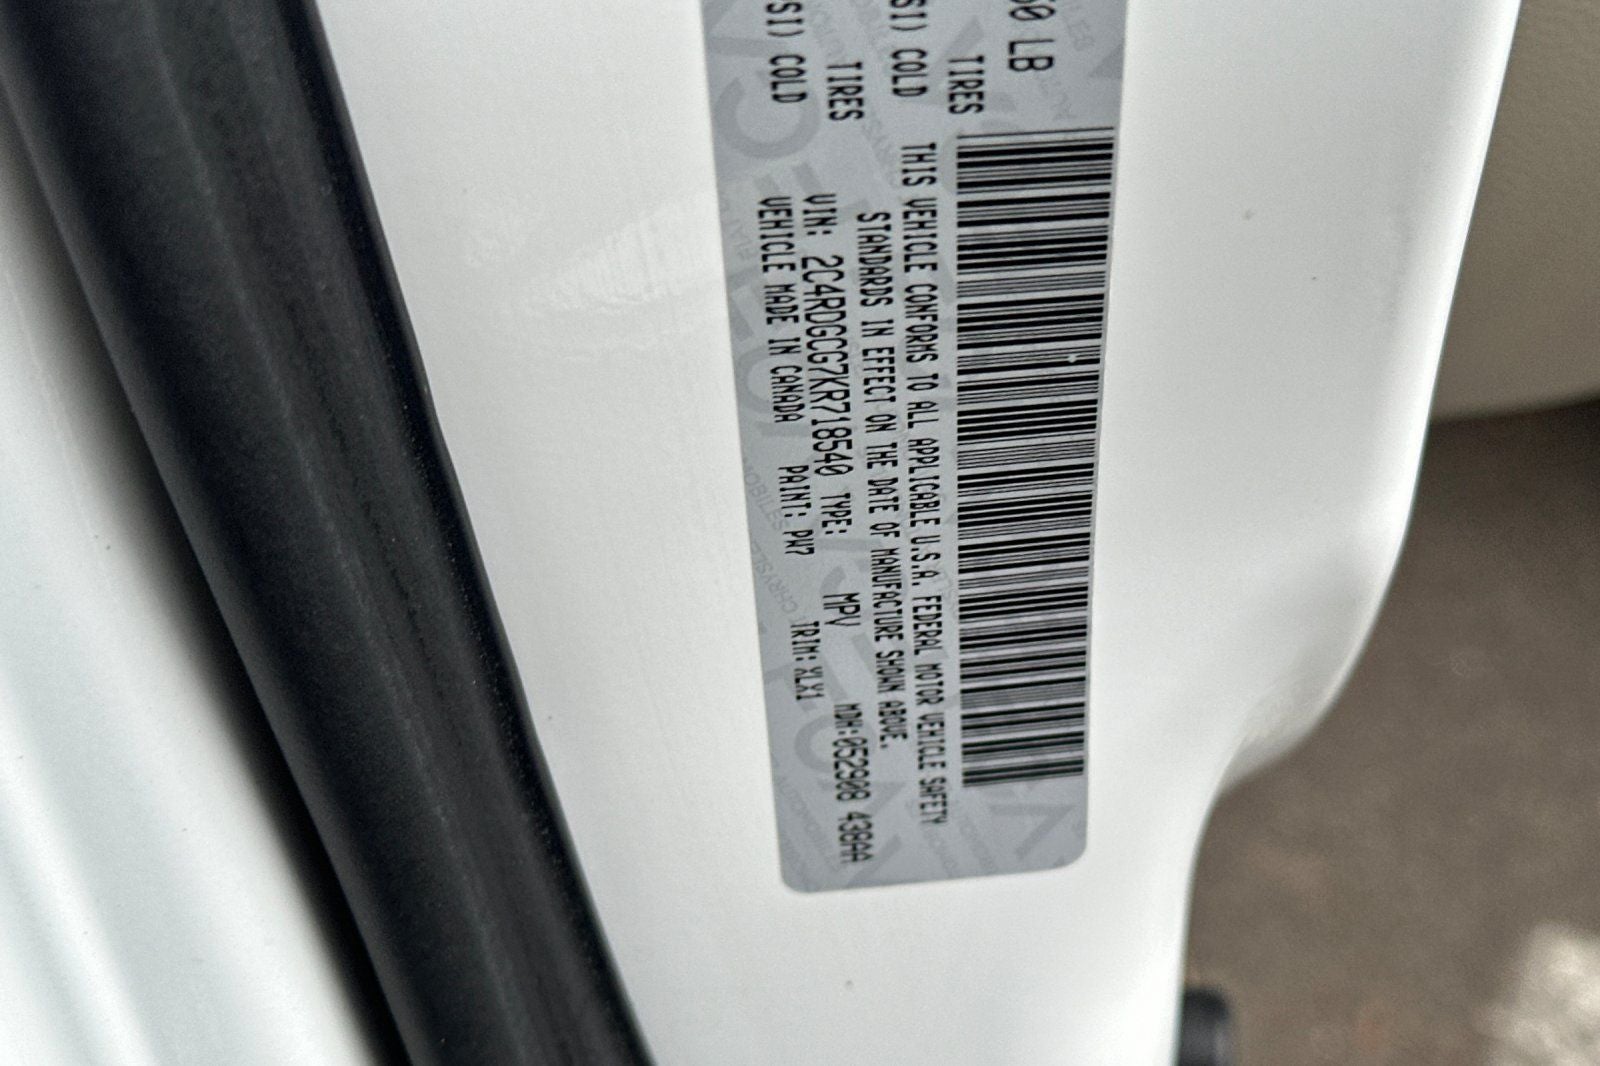 60 LB
TIRES
SI) COLD
TIRES
SI) COLD
THIS VEHICLE CONFORMS TO ALL APPLICABLE U.S.A. FEDERAL MOTOR VEHICLE SAFETY
STANDARDS IN EFFECT ON THE DATE OF MANUFACTURE SHOWN ABOVE.
VIN: 2C4RDGCG7KR718540 TYPE: MPV MDH:052908 438AA
VEHICLE MADE IN CANADA PAINT: PW7 TRIM: XLX1